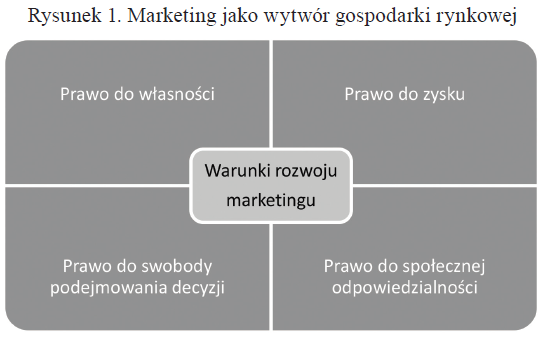 Rysunek 1. Marketing jako wytwór gospodarki rynkowej
Prawo do własności
Prawo do zysku
Warunki rozwoju
marketingu
Prawo do swobody
podejmowania decyzji
Prawo do społecznej
odpowiedzialności